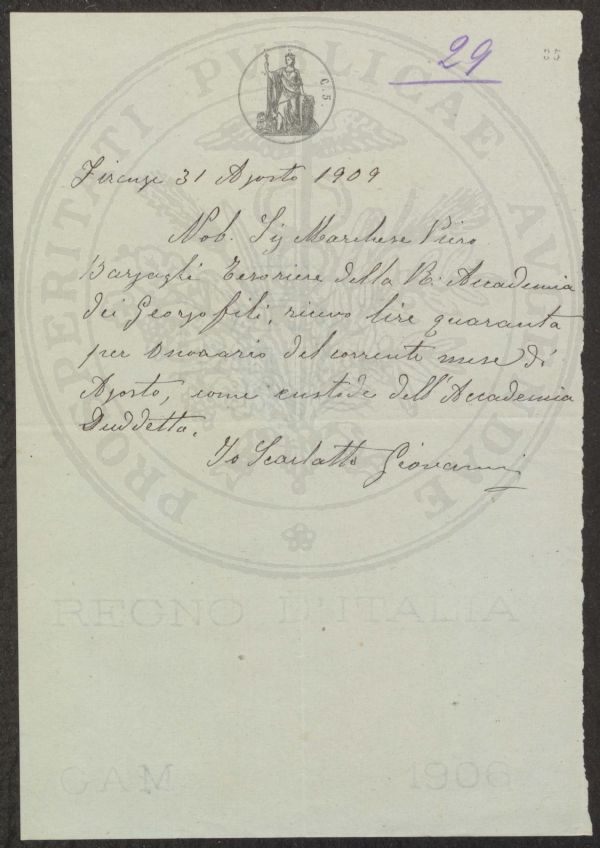 29
35
C. 5.
PROSPERITATI PUBLICAE AUGENDAE
Firenze 31 Agosto 1909
Nob. Sig Marchese Piero
Bargagli Tesoriere della R. Accademia
dei Georgofili, ricevo lire quaranta
per Onorario del corrente mese di
Agosto, come custode dell'Accademia
Suddetta.
Io Scarlatti Giovanni
REGNO D'ITALIA
CAM 1906